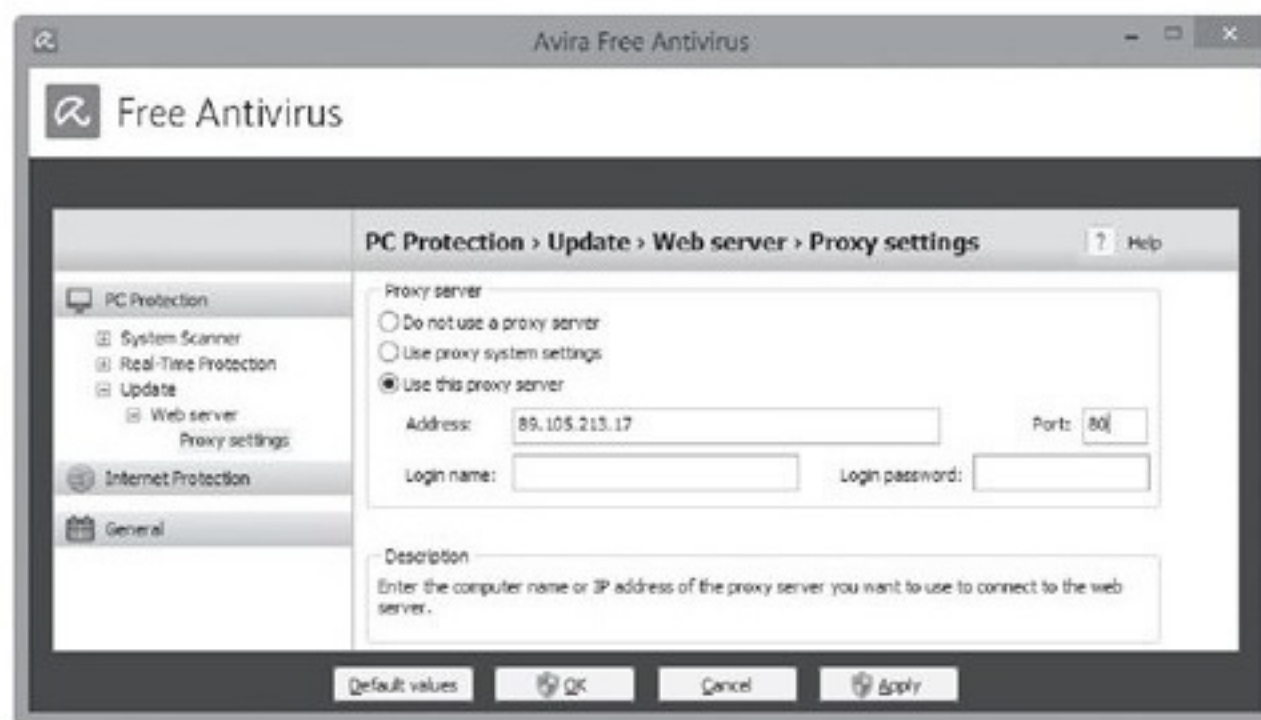 Avira Free Antivirus
Free Antivirus
PC Protection › Update › Web server › Proxy settings
? Help
PC Protection
System Scanner
Real-Time Protection
Update
Web server
Proxy settings
Internet Protection
General
Proxy server
Do not use a proxy server
Use proxy system settings
Use this proxy server
Address: 89.105.213.17 Port: 80
Login name: Login password:
Description
Enter the computer name or IP address of the proxy server you want to use to connect to the web
server.
Default values OK Cancel Apply